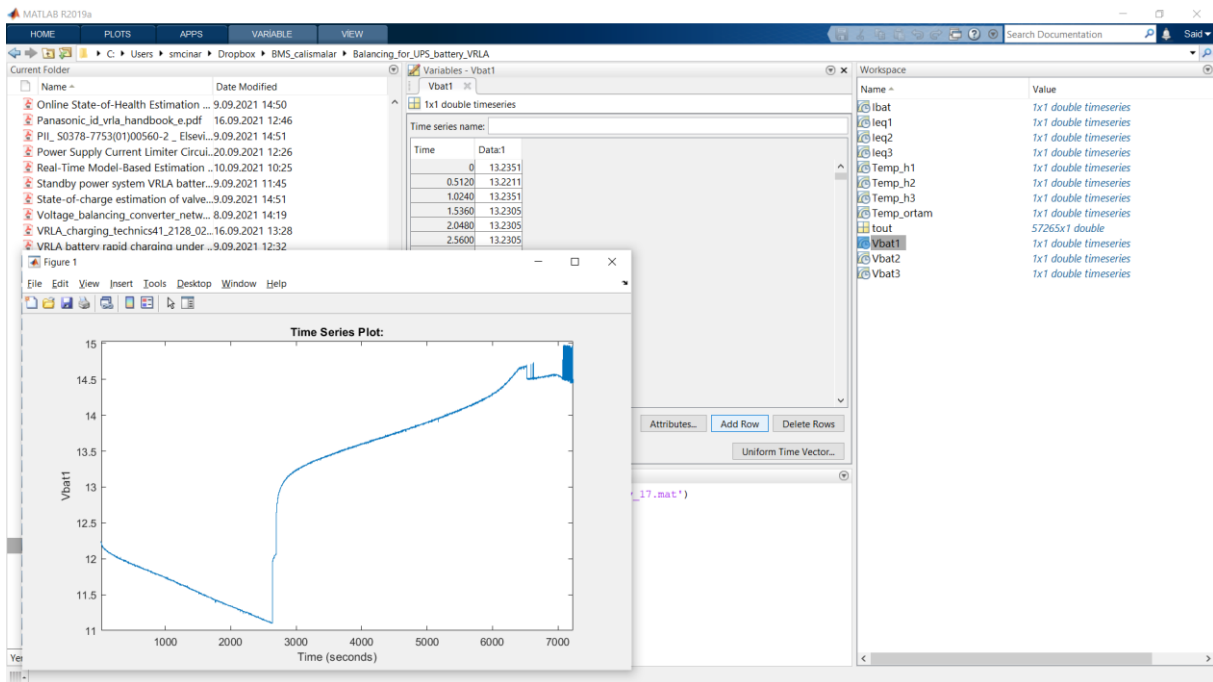 MATLAB R2019a
HOME PLOTS APPS VARIABLE VIEW
Search Documentation
Said
C: Users smcinar Dropbox BMS_calismalar Balancing_for_UPS_battery_VRLA
Current Folder
Name Date Modified
Online State-of-Health Estimation ... 9.09.2021 14:50
Panasonic_id_vrla_handbook_e.pdf 16.09.2021 12:46
PII_ S0378-7753(01)00560-2 _ Elsevi...9.09.2021 14:51
Power Supply Current Limiter Circui..20.09.2021 12:26
Real-Time Model-Based Estimation ..10.09.2021 10:25
Standby power system VRLA batter...9.09.2021 11:45
State-of-charge estimation of valve...9.09.2021 14:51
Voltage_balancing_converter_netw... 8.09.2021 14:19
VRLA_charging_technics41_2128_02...16.09.2021 13:28
VRLA battery rapid charging under ..9.09.2021 12:32
Variables - Vbat1
Vbat1
1x1 double timeseries
Time series name:
Time Data:1
0 13.2351
0.5120 13.2211
1.0240 13.2351
1.5360 13.2305
2.0480 13.2305
2.5600 13.2305
Attributes... Add Row Delete Rows
Uniform Time Vector...
_17.mat')
Workspace
Name Value
Ibat 1x1 double timeseries
Ieq1 1x1 double timeseries
Ieq2 1x1 double timeseries
Ieq3 1x1 double timeseries
Temp_h1 1x1 double timeseries
Temp_h2 1x1 double timeseries
Temp_h3 1x1 double timeseries
Temp_ortam 1x1 double timeseries
tout 57265x1 double
Vbat1 1x1 double timeseries
Vbat2 1x1 double timeseries
Vbat3 1x1 double timeseries
Figure 1
File Edit View Insert Tools Desktop Window Help
Time Series Plot:
15
14.5
14
13.5
13
12.5
12
11.5
11
Vbat1
1000 2000 3000 4000 5000 6000 7000
Time (seconds)